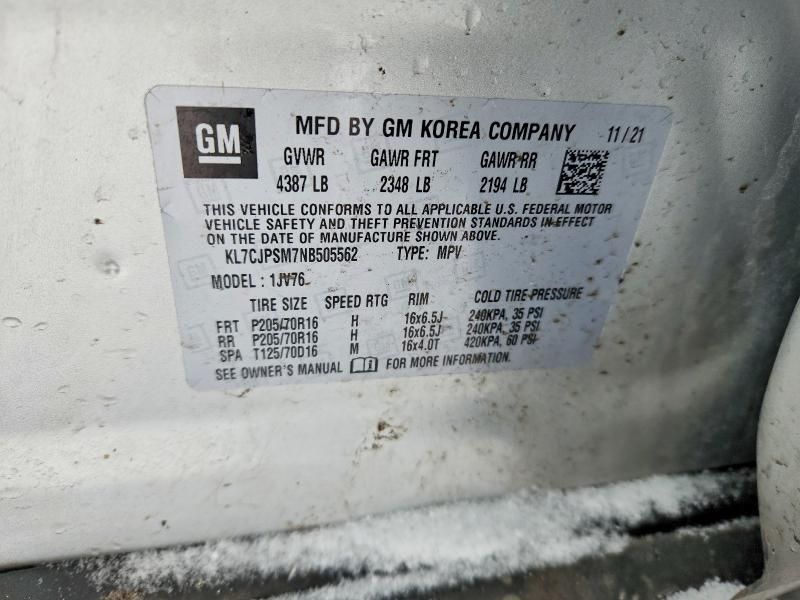 GM MFD BY GM KOREA COMPANY 11/21
GVWR GAWR FRT GAWR RR
4387 LB 2348 LB 2194 LB
THIS VEHICLE CONFORMS TO ALL APPLICABLE U.S. FEDERAL MOTOR
VEHICLE SAFETY AND THEFT PREVENTION STANDARDS IN EFFECT
ON THE DATE OF MANUFACTURE SHOWN ABOVE.
KL7CJPSM7NB505562 TYPE: MPV
MODEL : 1JV76
TIRE SIZE SPEED RTG RIM COLD TIRE PRESSURE
FRT P205/70R16 H 16x6.5J 240KPA, 35 PSI
RR P205/70R16 H 16x6.5J 240KPA, 35 PSI
SPA T125/70D16 M 16x4.0T 420KPA, 60 PSI
SEE OWNER'S MANUAL FOR MORE INFORMATION.